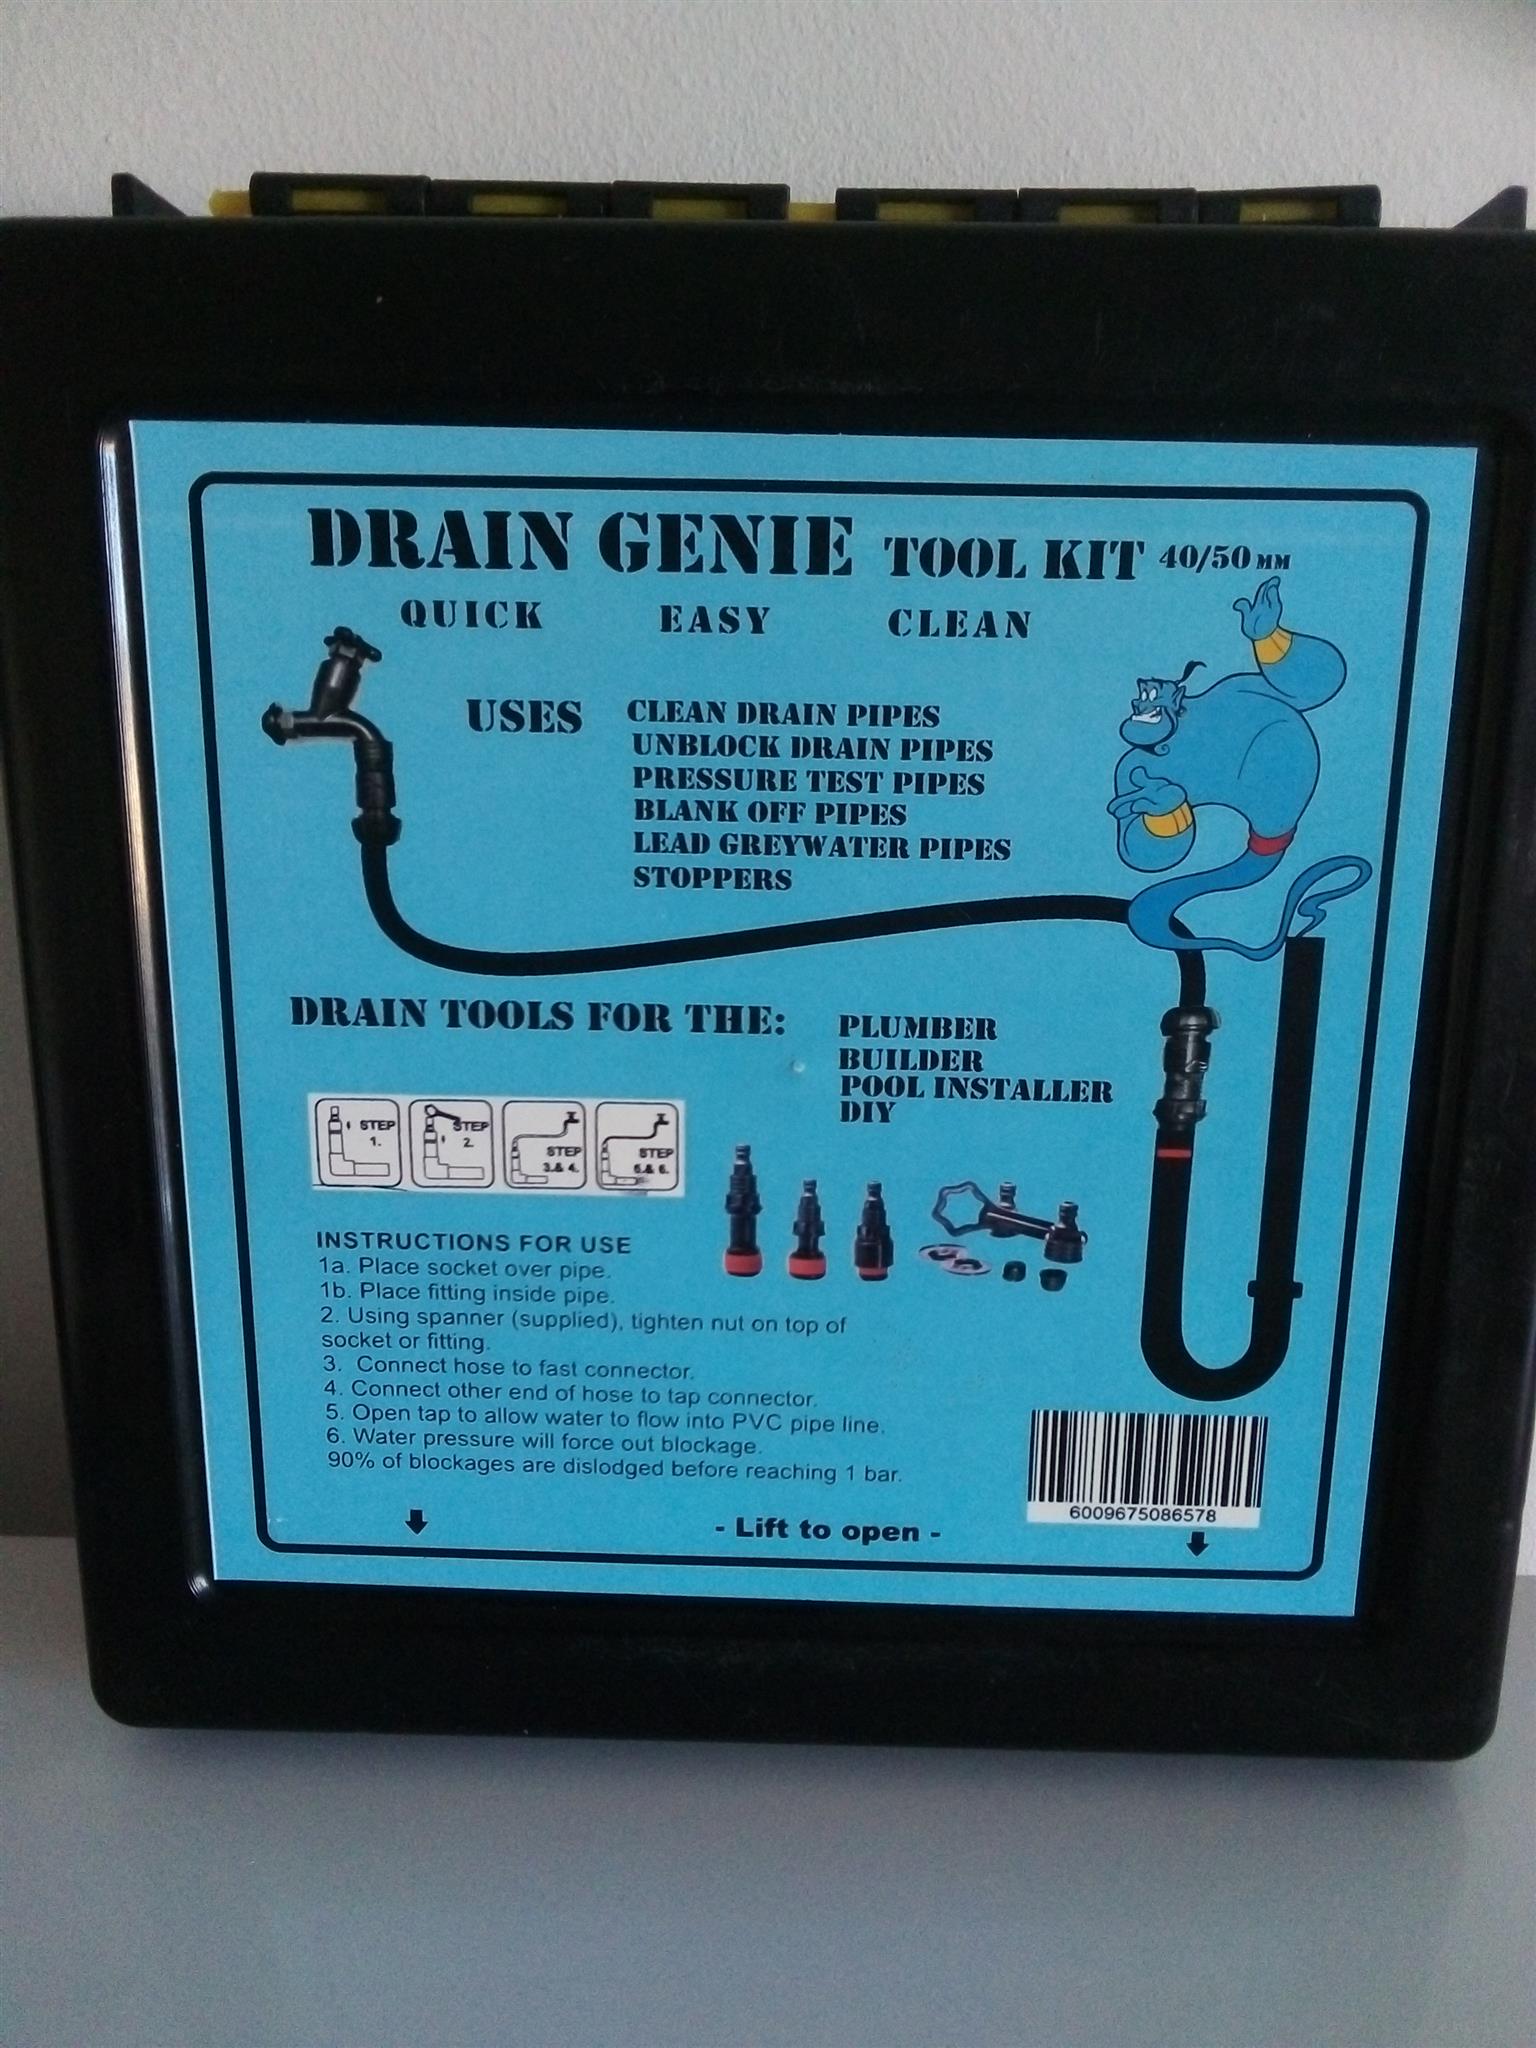 DRAIN GENIE TOOL KIT 40/50 MM
QUICK EASY CLEAN
USES
CLEAN DRAIN PIPES
UNBLOCK DRAIN PIPES
PRESSURE TEST PIPES
BLANK OFF PIPES
LEAD GREYWATER PIPES
STOPPERS
DRAIN TOOLS FOR THE:
PLUMBER
BUILDER
POOL INSTALLER
DIY
STEP
1.
STEP
2.
STEP
3.& 4.
STEP
5.& 6.
INSTRUCTIONS FOR USE
1a. Place socket over pipe.
1b. Place fitting inside pipe.
2. Using spanner (supplied), tighten nut on top of
socket or fitting.
3. Connect hose to fast connector.
4. Connect other end of hose to tap connector.
5. Open tap to allow water to flow into PVC pipe line.
6. Water pressure will force out blockage.
90% of blockages are dislodged before reaching 1 bar.
6009675086578
- Lift to open -